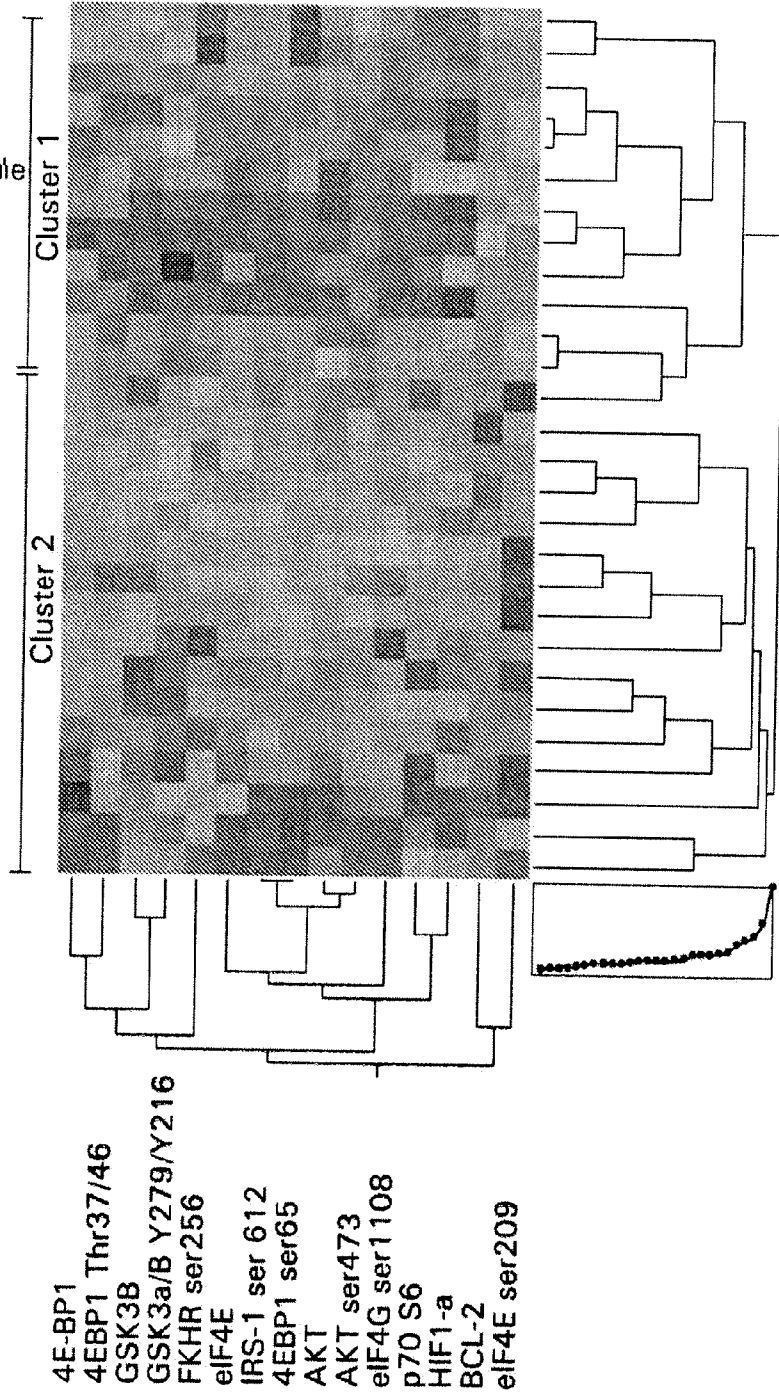 Cluster 1
Cluster 2
4E-BP1
4EBP1 Thr37/46
GSK3B
GSK3a/B Y279/Y216
FKHR ser256
eIF4E
IRS-1 ser 612
4EBP1 ser65
AKT
AKT ser473
eIF4G ser1108
p70 S6
HIF1-a
BCL-2
eIF4E ser209